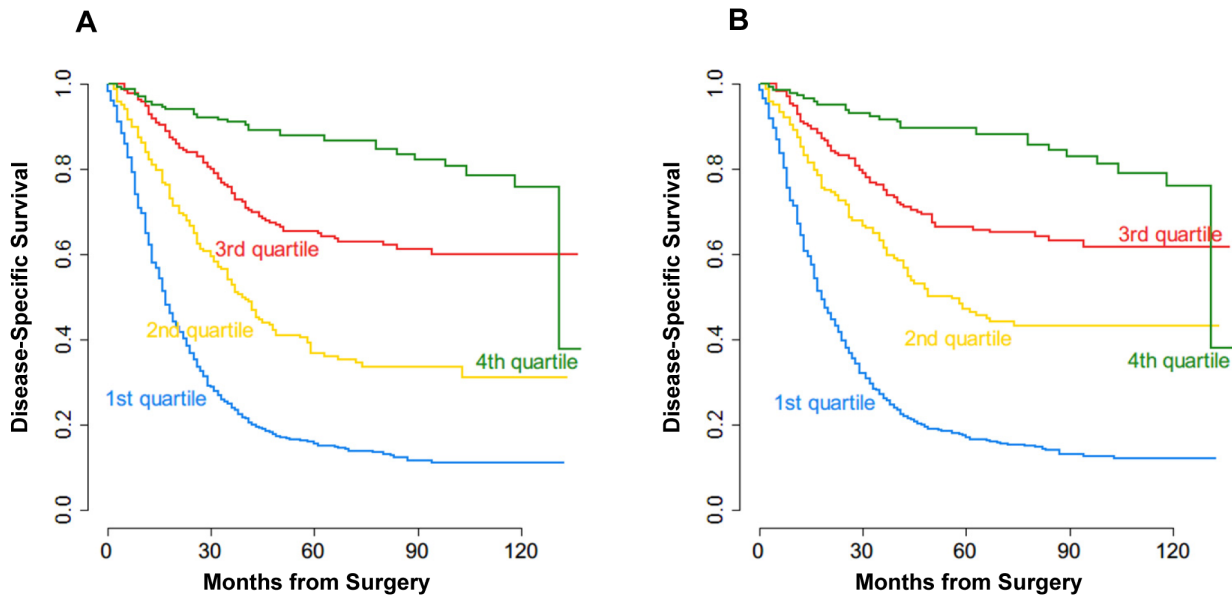 A
Disease-Specific Survival
1.0
0.8
0.6
0.4
0.2
0.0
3rd quartile
2nd quartile
4th quartile
1st quartile
0 30 60 90 120
Months from Surgery
B
Disease-Specific Survival
1.0
0.8
0.6
0.4
0.2
0.0
3rd quartile
2nd quartile
4th quartile
1st quartile
0 30 60 90 120
Months from Surgery